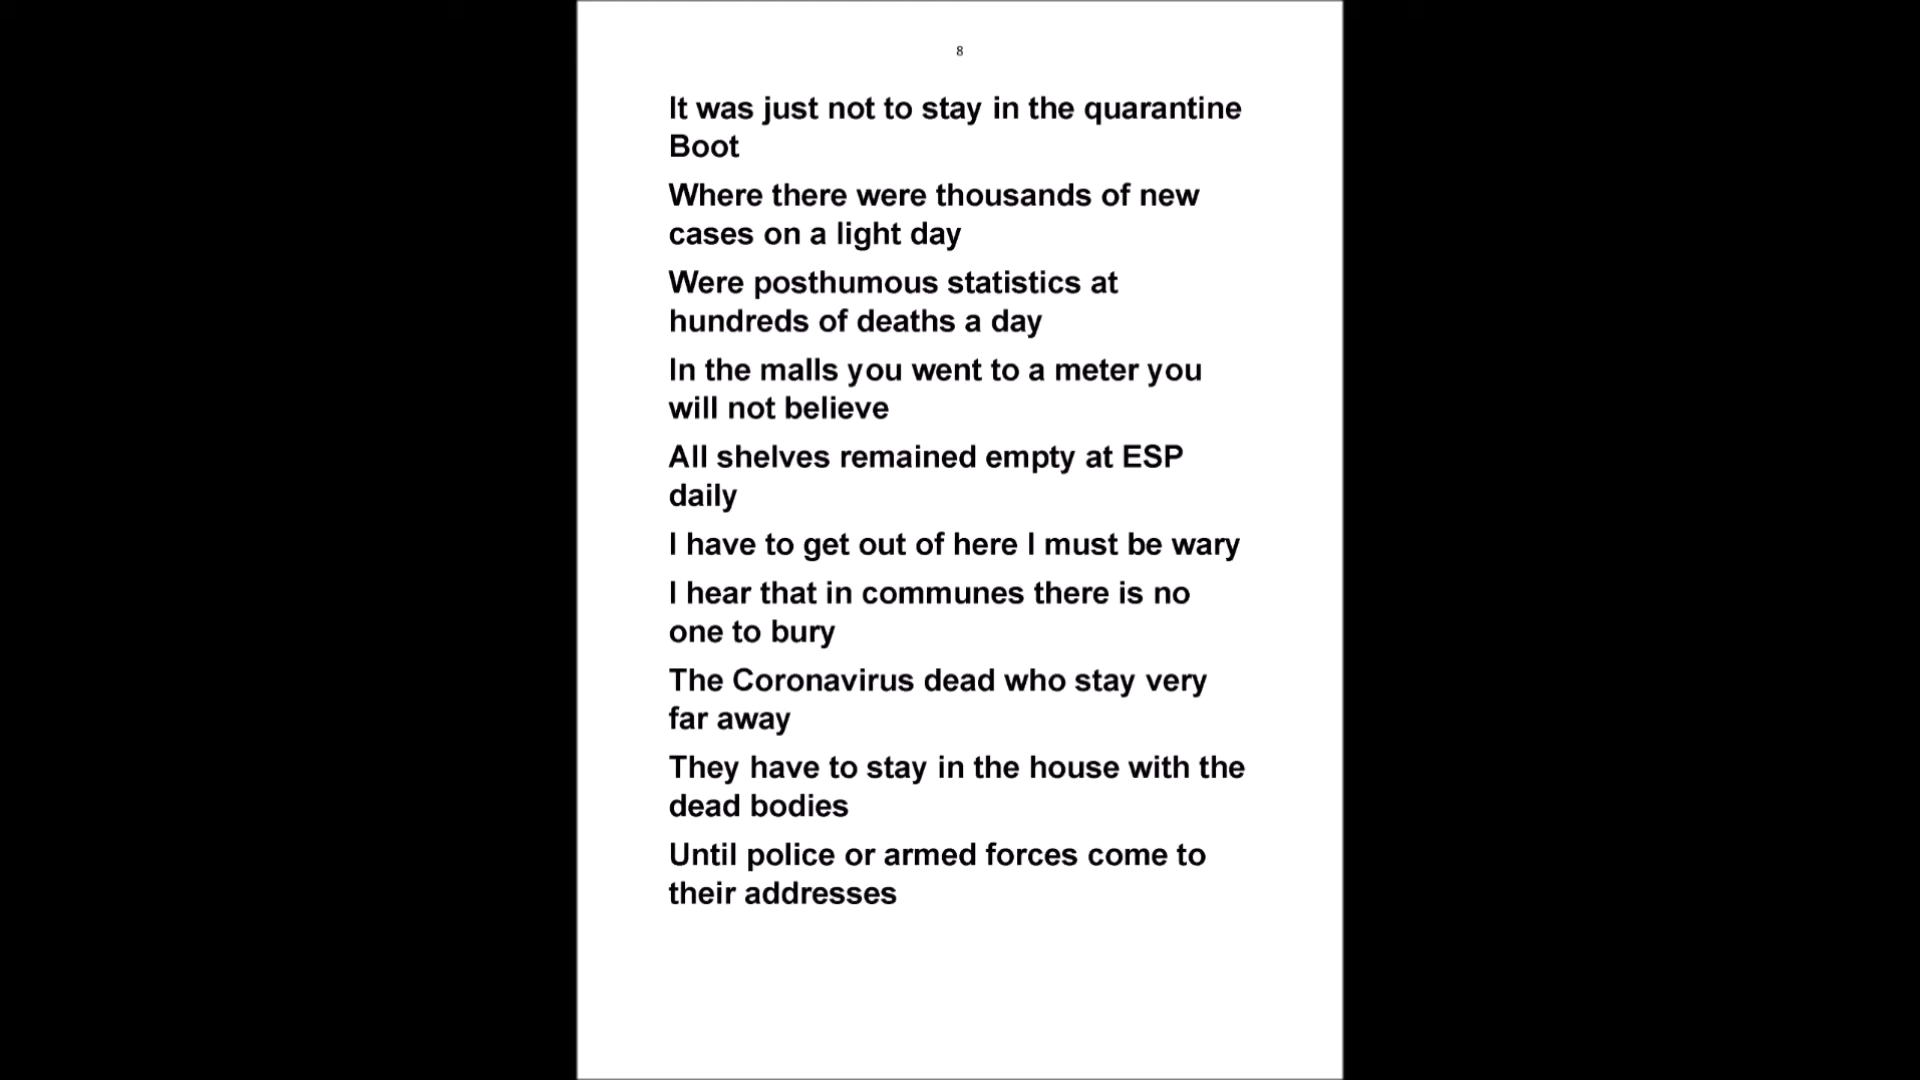 8
It was just not to stay in the quarantine
Boot
Where there were thousands of new
cases on a light day
Were posthumous statistics at
hundreds of deaths a day
In the malls you went to a meter you
will not believe
All shelves remained empty at ESP
daily
I have to get out of here I must be wary
I hear that in communes there is no
one to bury
The Coronavirus dead who stay very
far away
They have to stay in the house with the
dead bodies
Until police or armed forces come to
their addresses